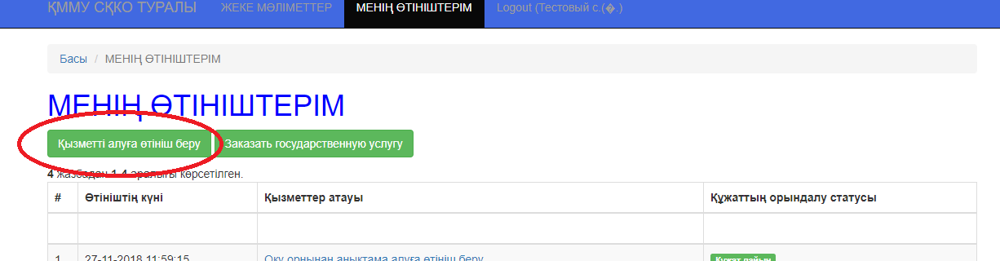 ҚММУ СҚКО ТУРАЛЫ ЖЕКЕ МӘЛІМЕТТЕР МЕНІҢ ӨТІНІШТЕРІМ Logout (Тестовый с.(�.)
Басы / МЕНІҢ ӨТІНІШТЕРІМ
МЕНІҢ ӨТІНІШТЕРІМ
Қызметті алуға өтініш беру Заказать государственную услугу
4 жазбадан 1-4 аралығы көрсетілген.
# Өтініштің күні Қызметтер атауы Құжаттың орындалу статусы
1 27-11-2018 11:59:15 Оқу орнынан анықтама алуға өтініш беру Құжат дайын